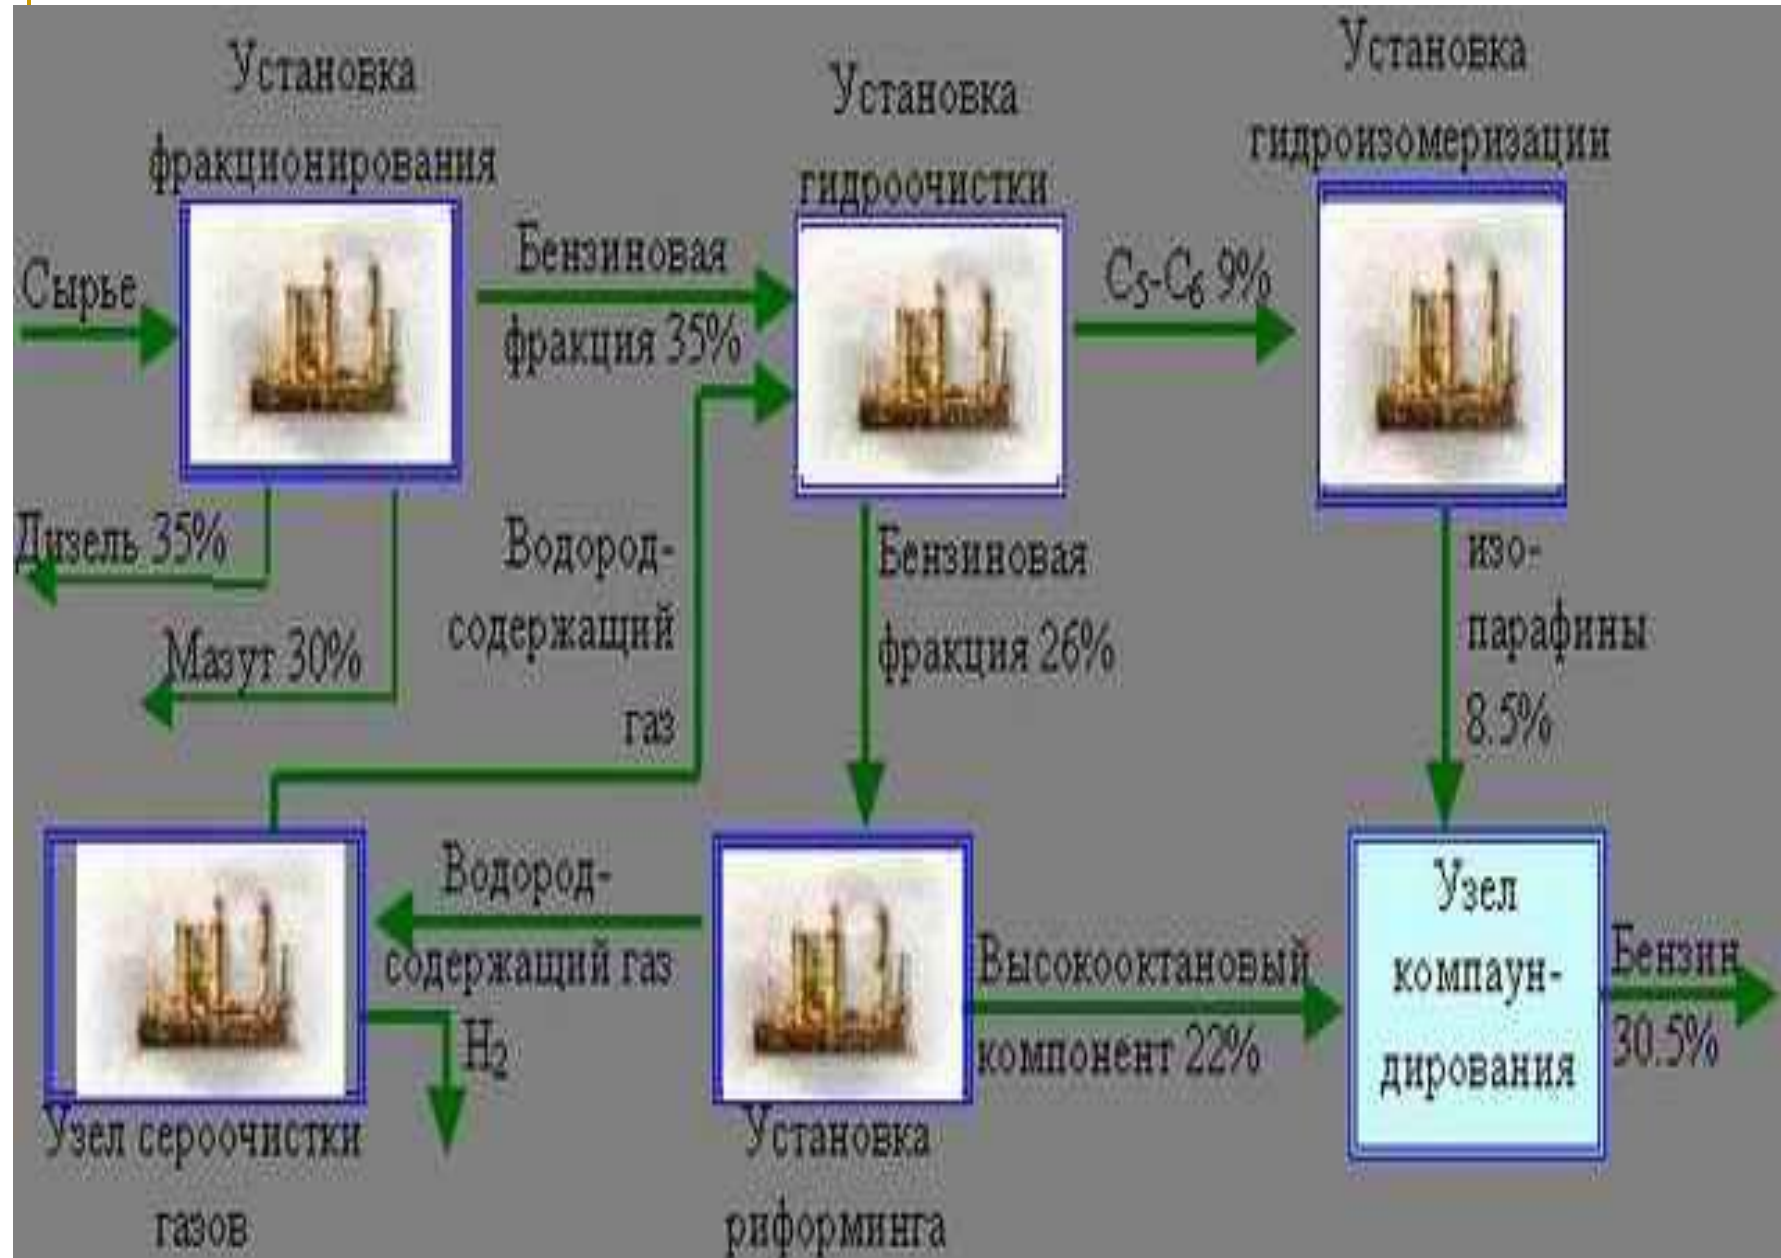 Установка
фракционирования
Установка
гидроочистки
Установка
гидроизомеризации
Сырье
Бензиновая
фракция 35%
C5-C6 9%
Дизель 35%
Мазут 30%
Водород-
содержащий
газ
Бензиновая
фракция 26%
изо-
парафины
8.5%
Водород-
содержащий газ
H2
Высокооктановый
компонент 22%
Узел
компаун-
дирования
Бензин
30.5%
Узел сероочистки
газов
Установка
риформинга